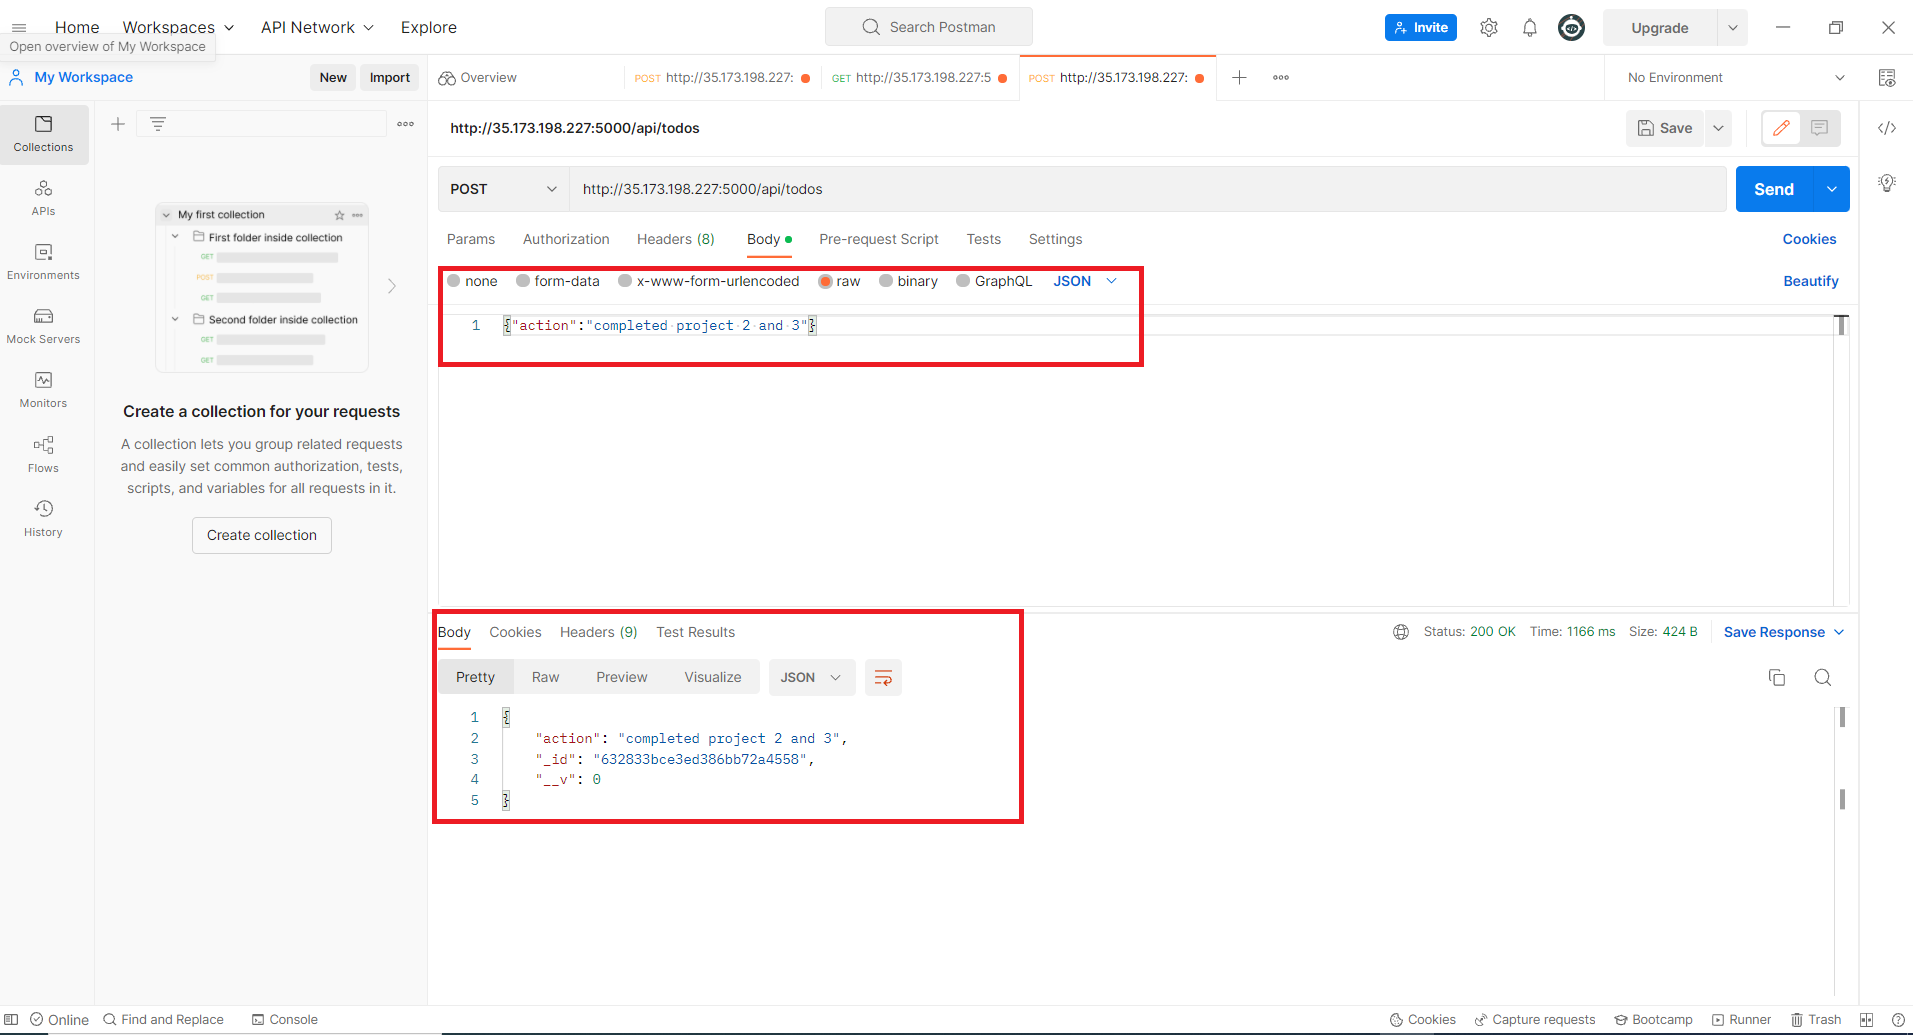 Home Workspaces API Network Explore Search Postman Invite Upgrade
Open overview of My Workspace
My Workspace New Import Overview POST http://35.173.198.227: GET http://35.173.198.227:5 POST http://35.173.198.227: No Environment
http://35.173.198.227:5000/api/todos Save
Collections
POST http://35.173.198.227:5000/api/todos Send
APIs
Params Authorization Headers (8) Body Pre-request Script Tests Settings Cookies
Environments
none form-data x-www-form-urlencoded raw binary GraphQL JSON Beautify
1 {"action":"completed project 2 and 3"}
Mock Servers
Monitors
Flows
History
My first collection
First folder inside collection
GET
POST
GET
Second folder inside collection
GET
GET
Create a collection for your requests
A collection lets you group related requests
and easily set common authorization, tests,
scripts, and variables for all requests in it.
Create collection
Body Cookies Headers (9) Test Results Status: 200 OK Time: 1166 ms Size: 424 B Save Response
Pretty Raw Preview Visualize JSON
1 {
2 "action": "completed project 2 and 3",
3 "_id": "632833bce3ed386bb72a4558",
4 "__v": 0
5 }
Online Find and Replace Console Cookies Capture requests Bootcamp Runner Trash